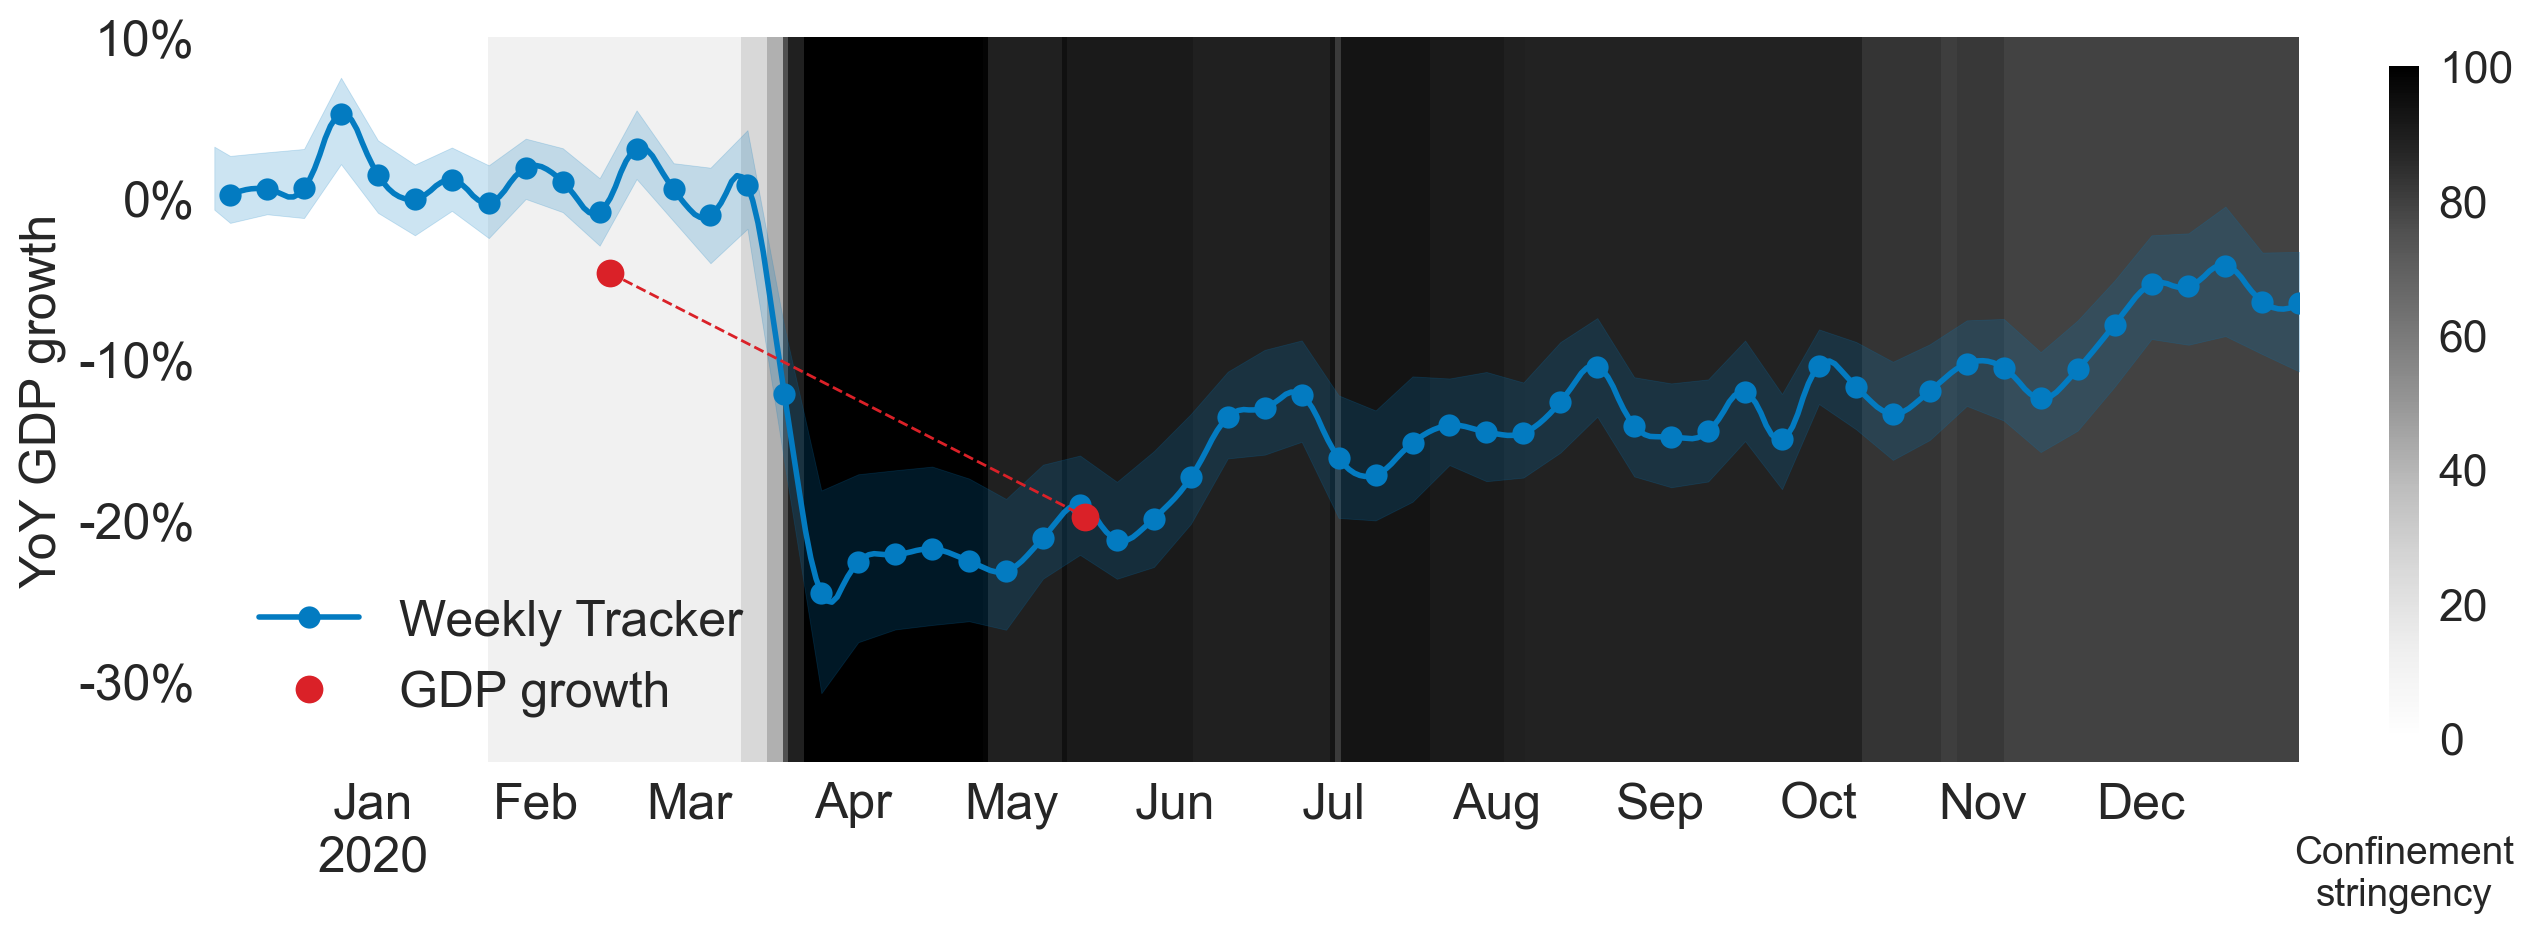 10%
0%
-10%
-20%
-30%
YoY GDP growth
Weekly Tracker
GDP growth
Jan Feb Mar Apr May Jun Jul Aug Sep Oct Nov Dec
2020
100
80
60
40
20
0
Confinement
stringency